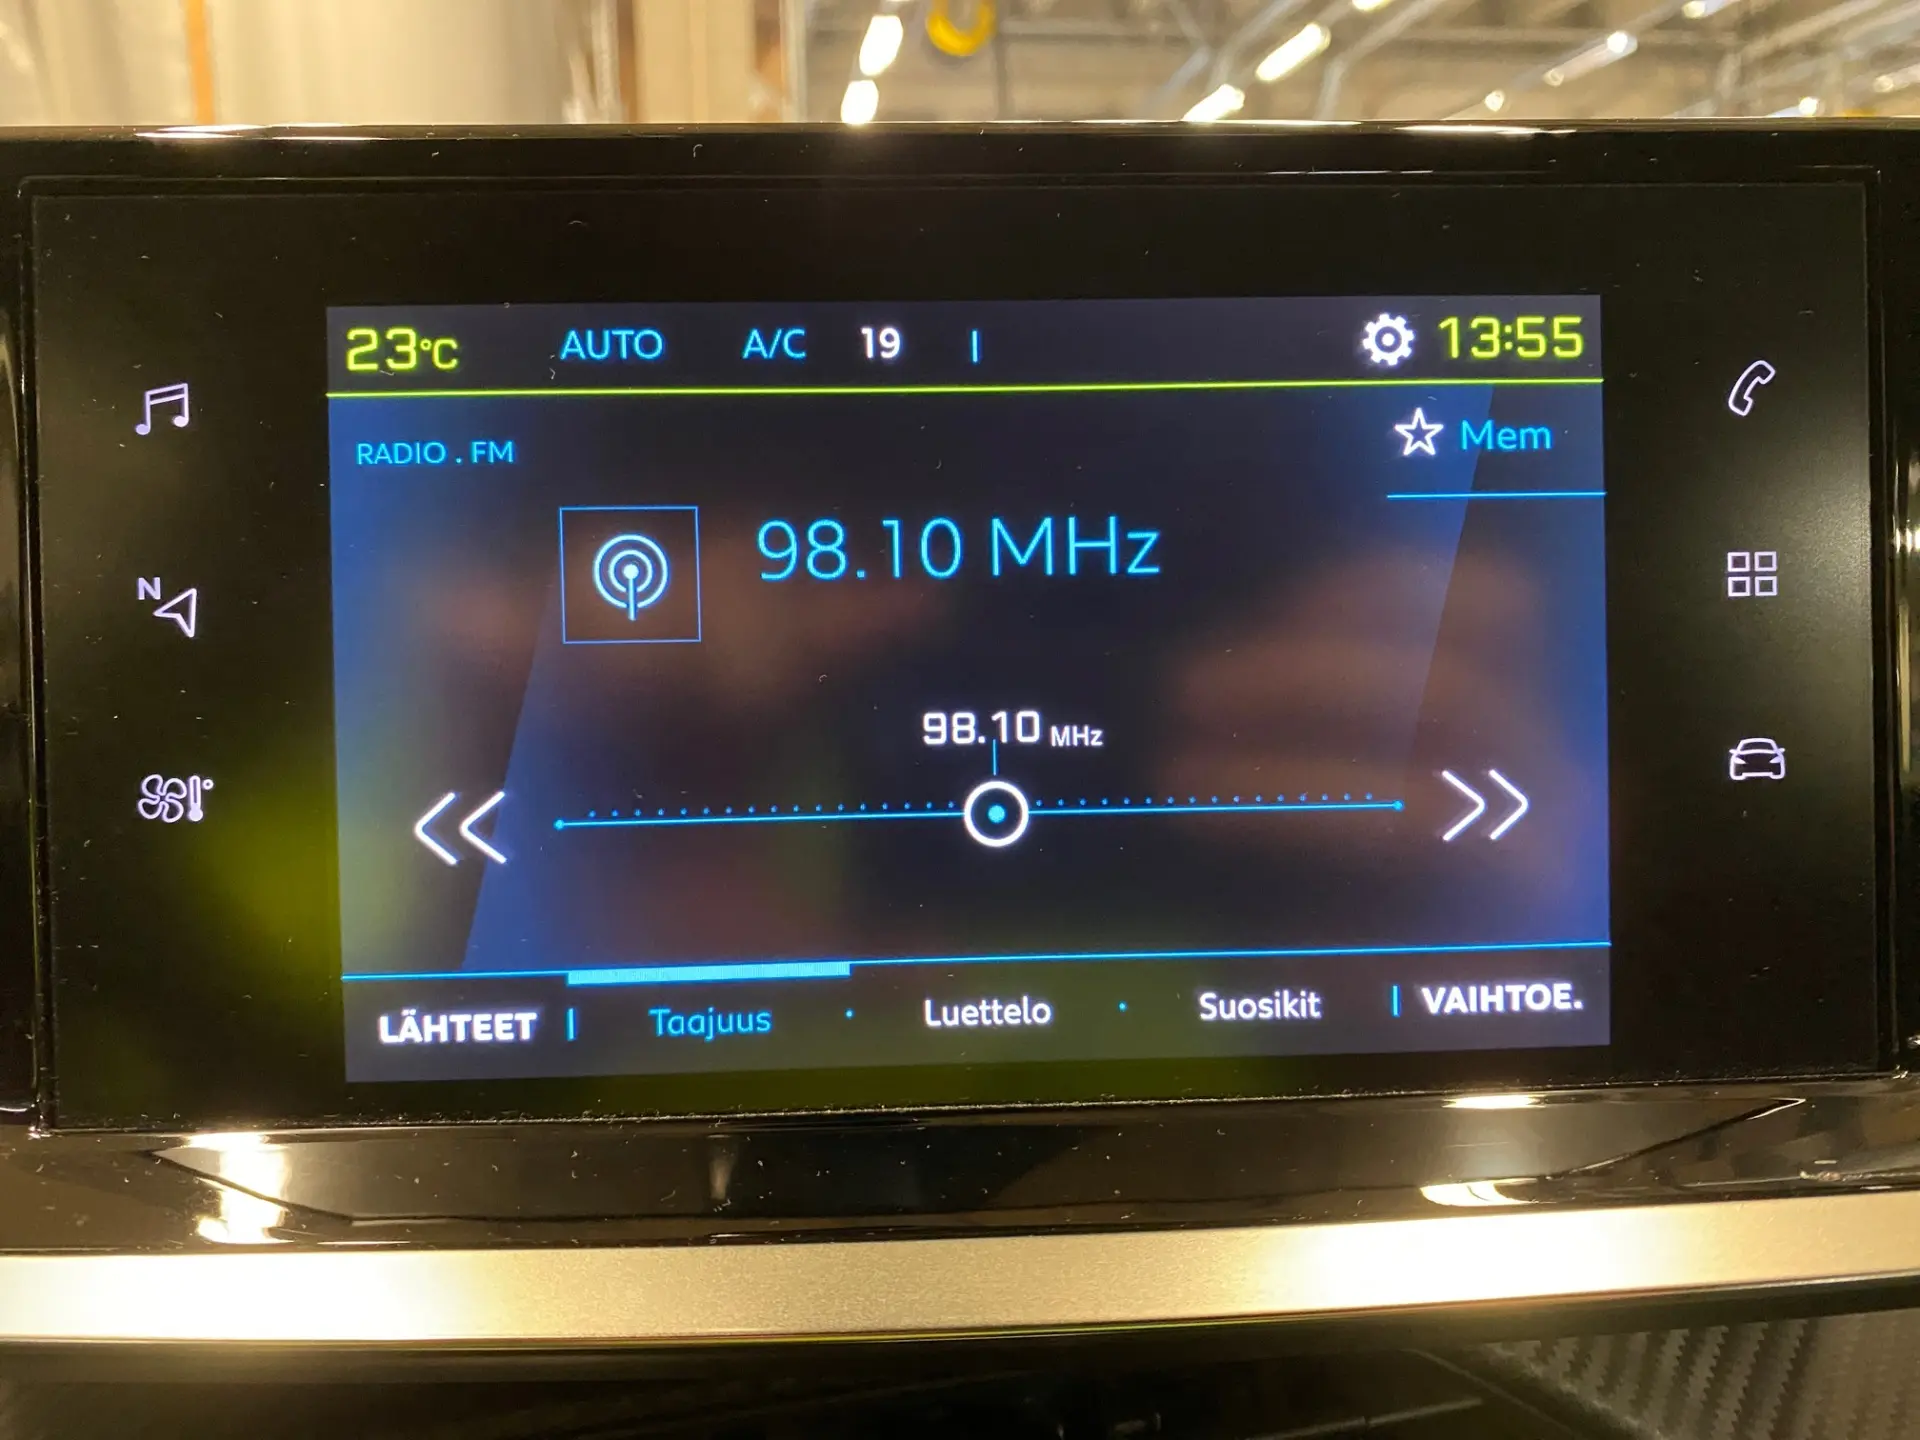 23°C AUTO A/C 19 13:55
RADIO . FM
Mem
98.10 MHz
N
98.10 MHz
LÄHTEET Taajuus Luettelo Suosikit VAIHTOE.